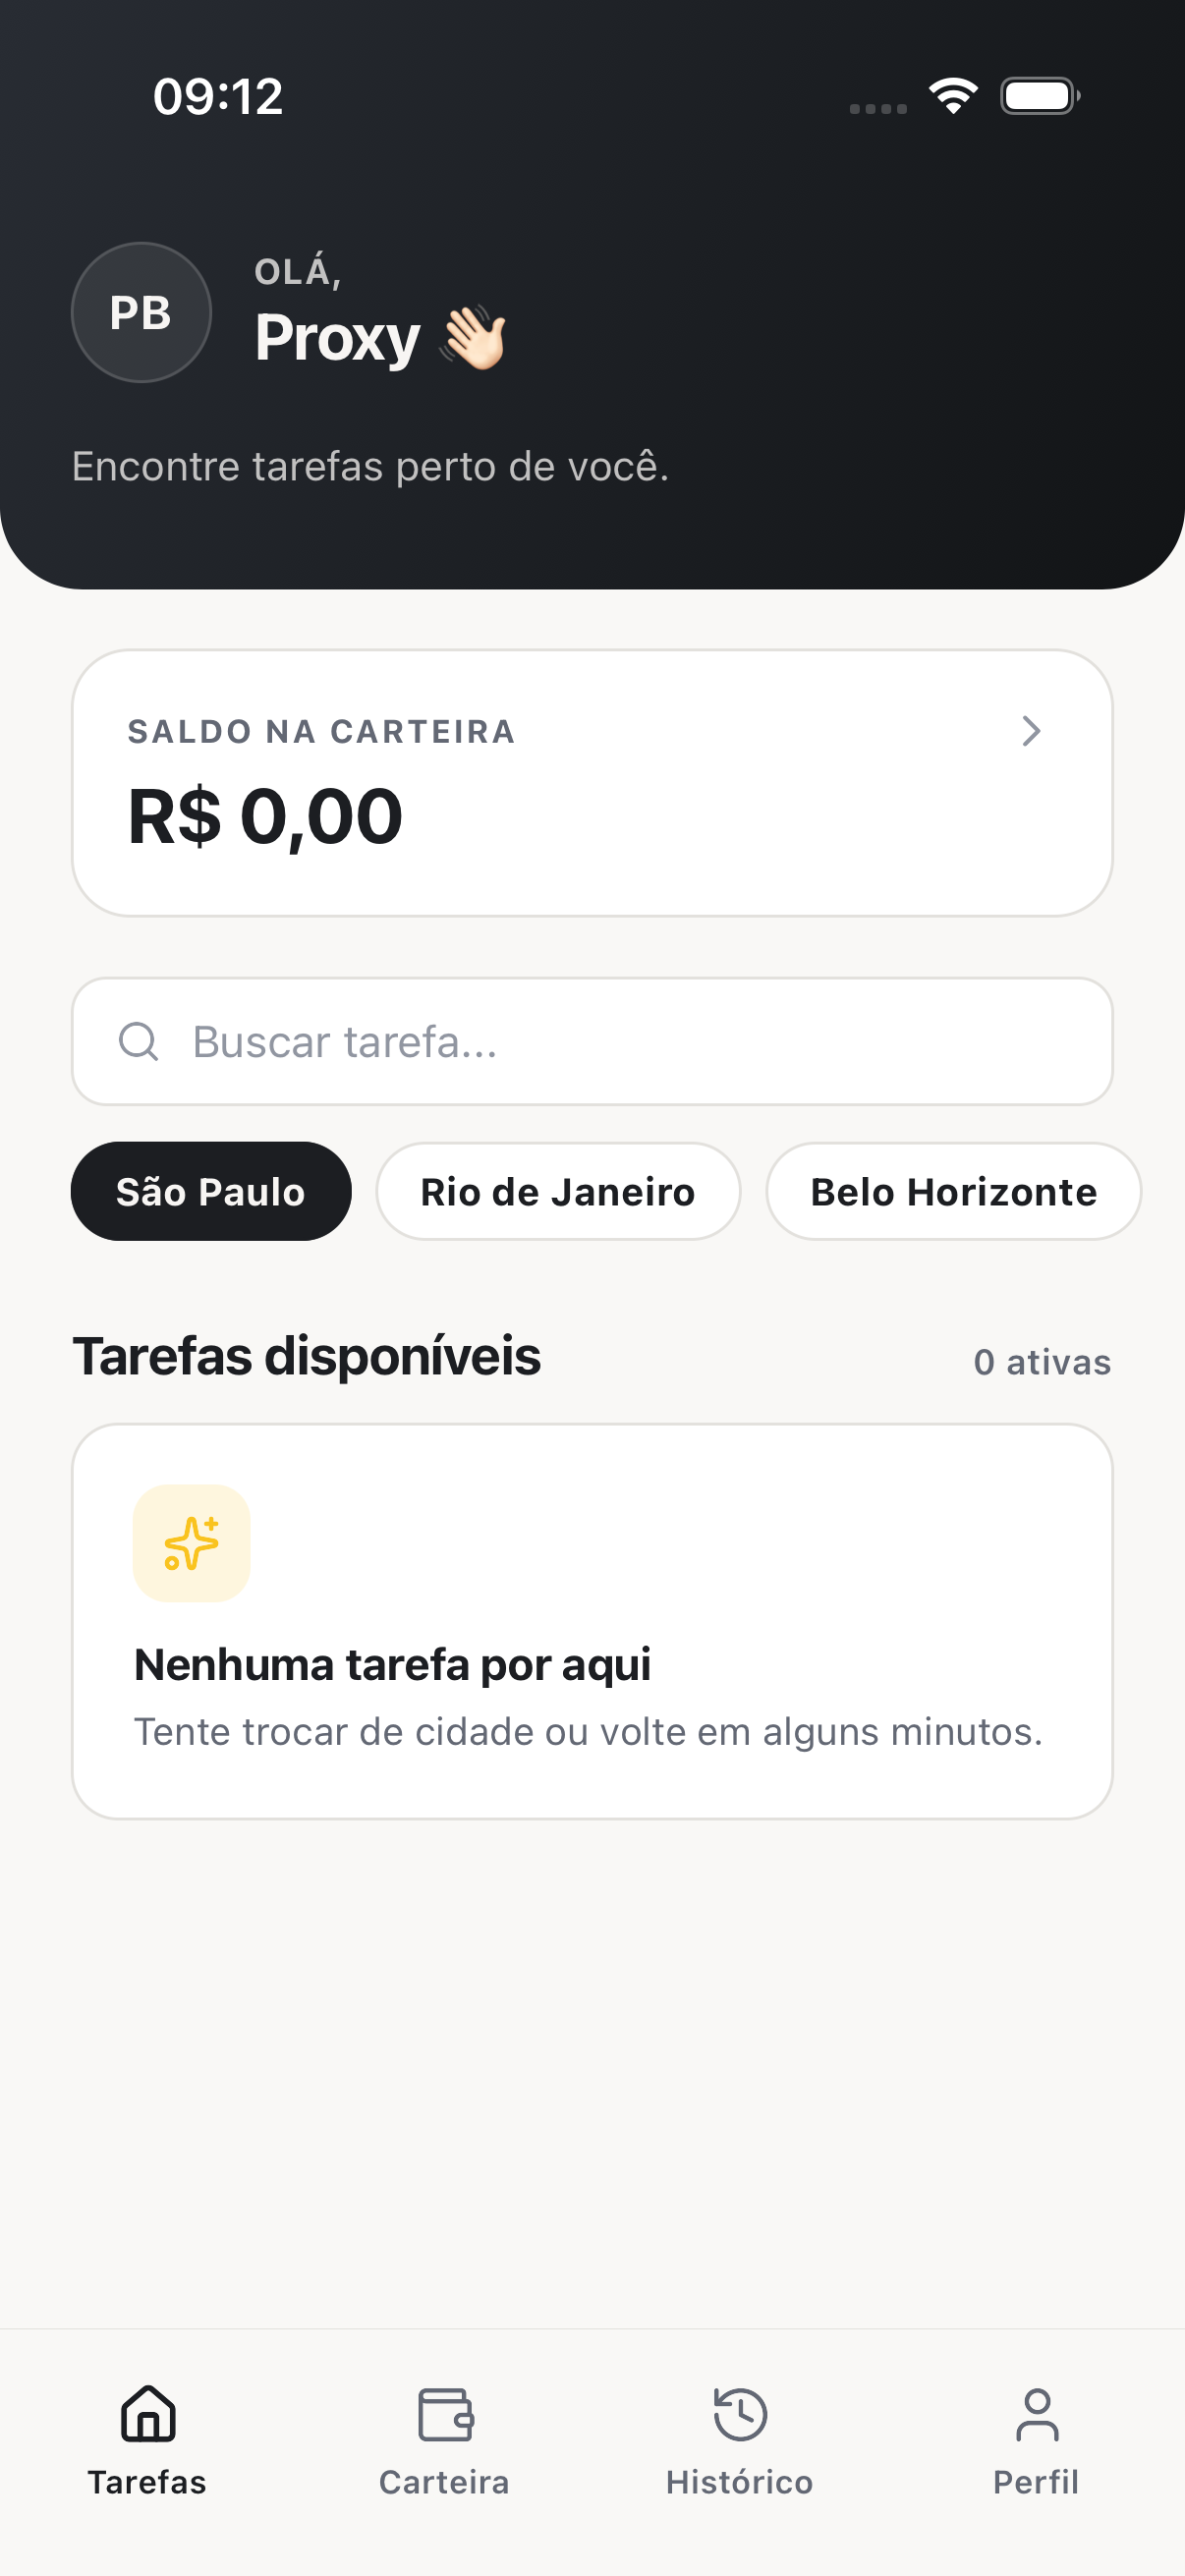 09:12
PB
OLÁ,
Proxy 👋🏻
Encontre tarefas perto de você.
SALDO NA CARTEIRA
R$ 0,00
Buscar tarefa...
São Paulo
Rio de Janeiro
Belo Horizonte
Tarefas disponíveis
0 ativas
Nenhuma tarefa por aqui
Tente trocar de cidade ou volte em alguns minutos.
Tarefas
Carteira
Histórico
Perfil